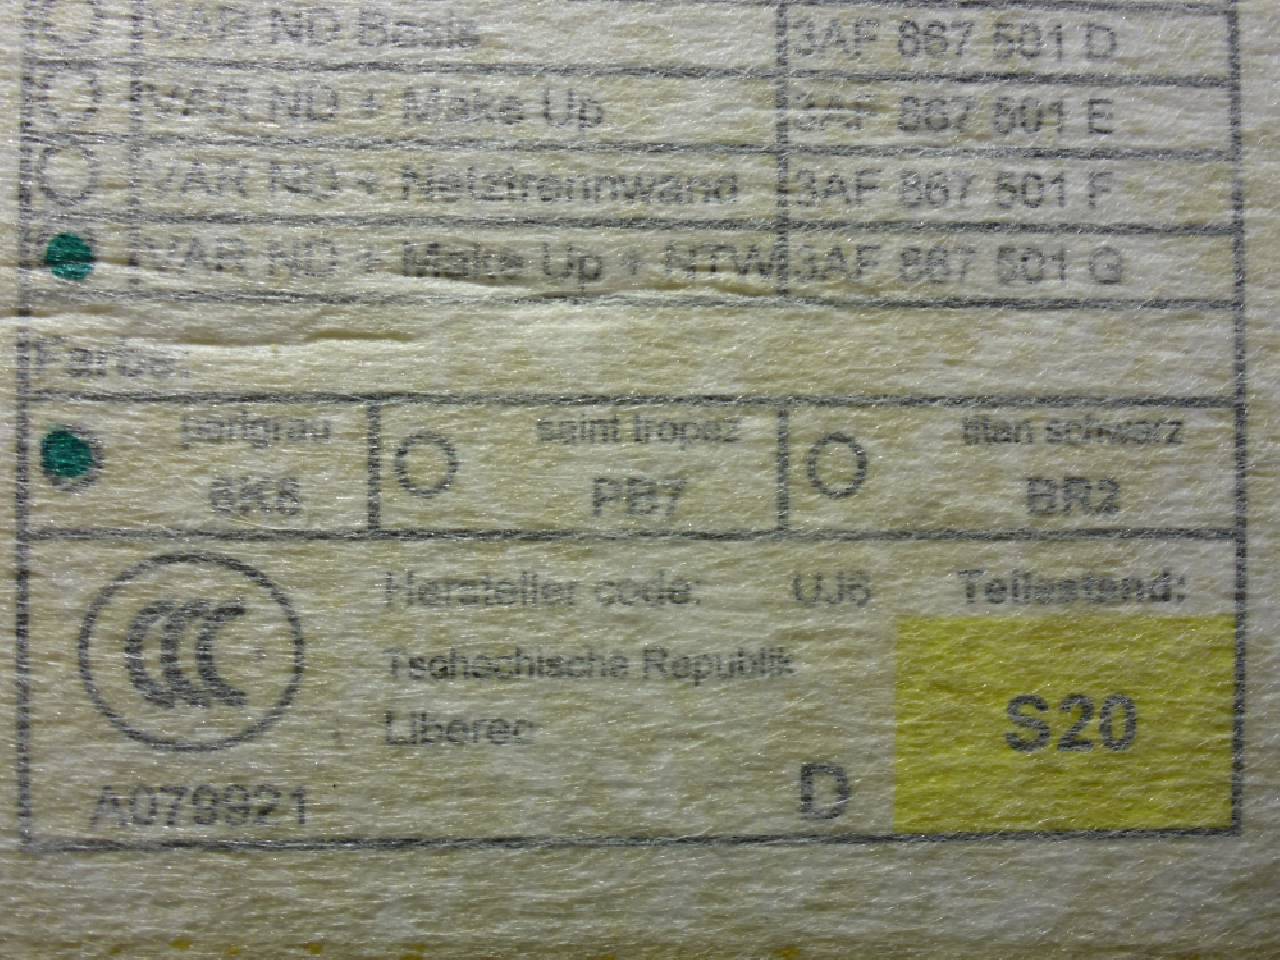 VAR ND Basis 3AF 867 501 D
VAR ND + Make Up 3AF 867 501 E
VAR ND + Netztrennwand 3AF 867 501 F
VAR ND + Make Up + NTW 3AF 867 501 G
Farbe:
perlgrau saint tropez titan schwarz
PB7 BR2
Hersteller code: UJ6 Teilestand:
CCC
Tschechische Republik
Liberec
S20
D
A079921